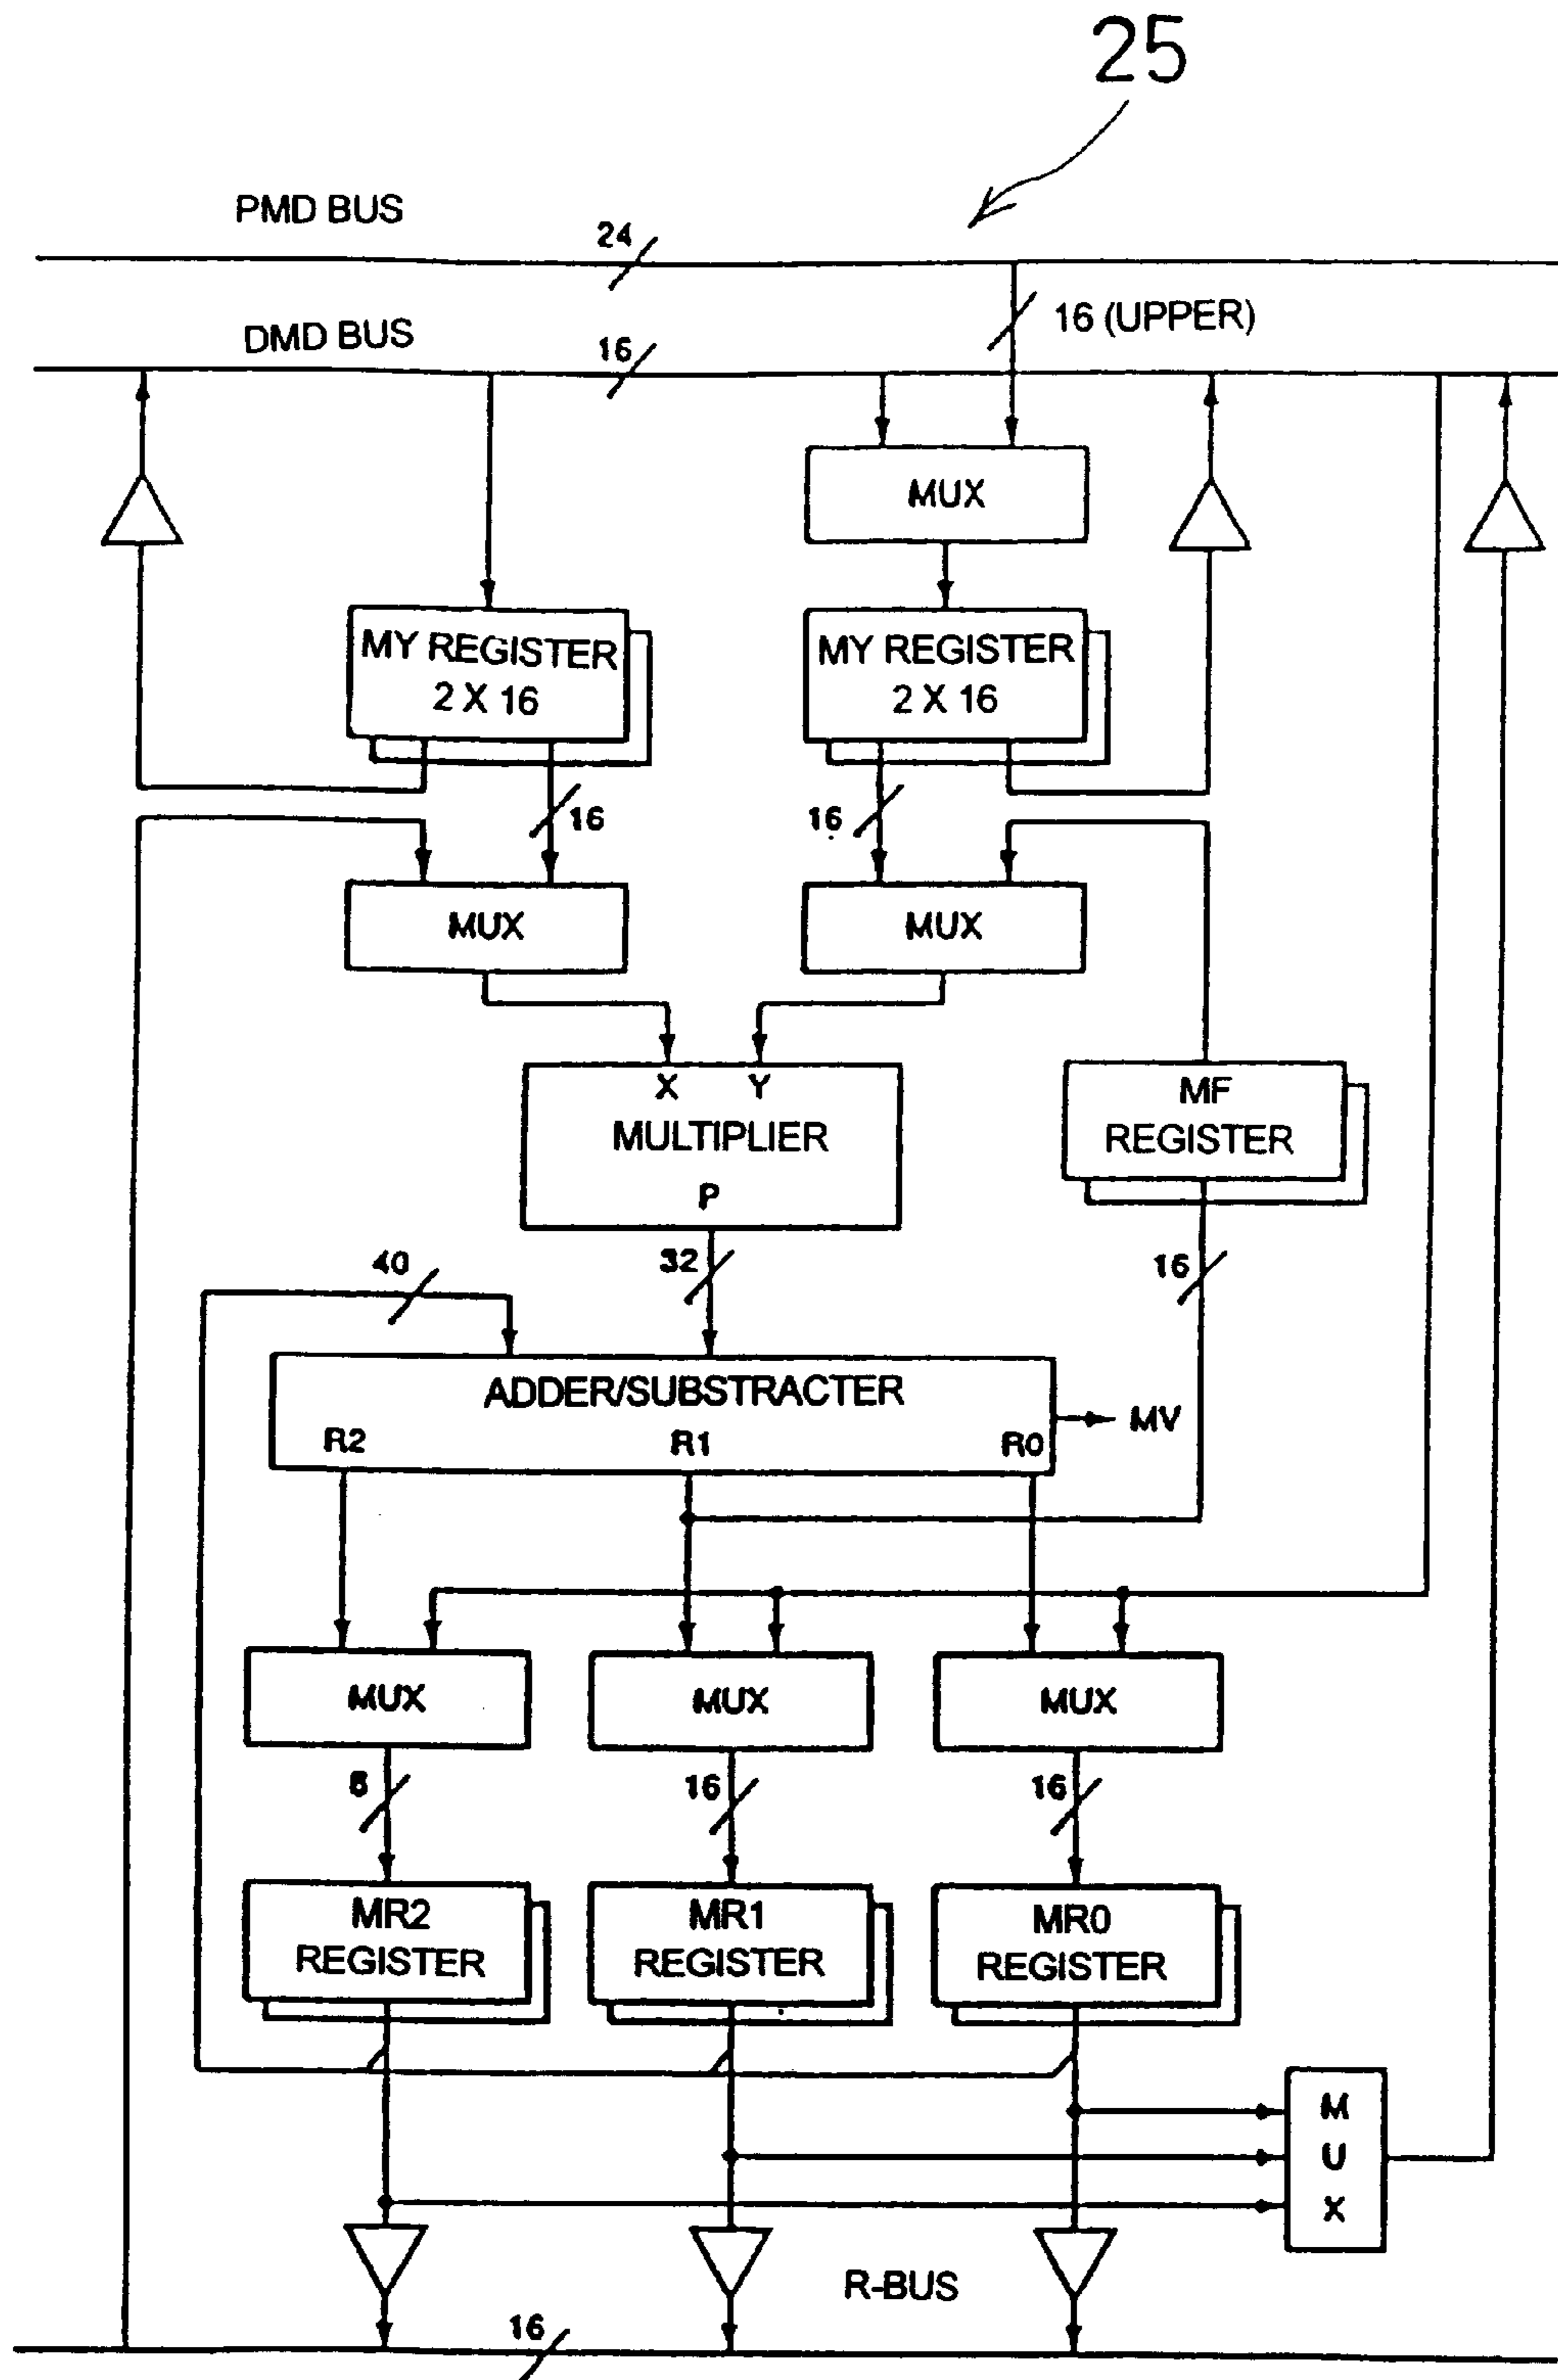 25
PMD BUS
24
16 (UPPER)
DMD BUS
16
MUX
MY REGISTER
2 X 16
MY REGISTER
2 X 16
16
16
MUX
MUX
X Y
MULTIPLIER
P
MF
REGISTER
40
32
16
ADDER/SUBSTRACTER
R2 R1 R0
MV
MUX
MUX
MUX
8
16
16
MR2
REGISTER
MR1
REGISTER
MR0
REGISTER
M
U
X
R-BUS
16